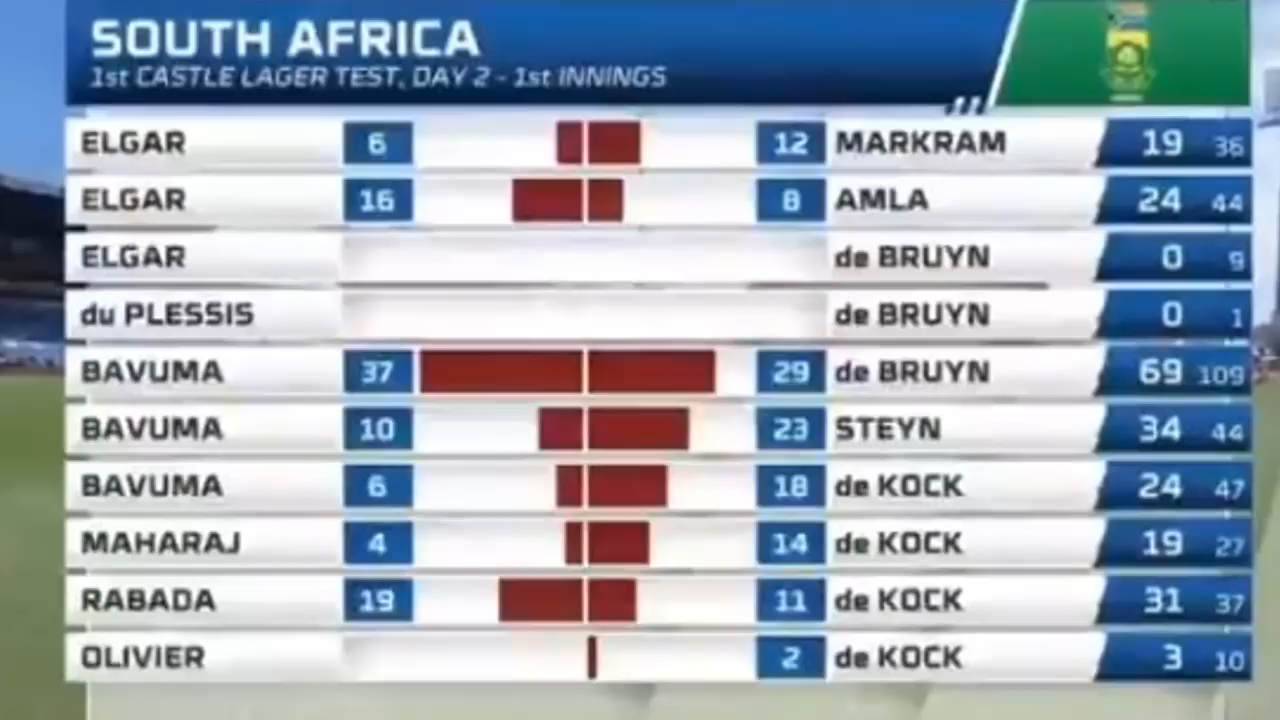 SOUTH AFRICA
1st CASTLE LAGER TEST, DAY 2 - 1st INNINGS
ELGAR 6 12 MARKRAM 19 36
ELGAR 16 8 AMLA 24 44
ELGAR de BRUYN 0 9
du PLESSIS de BRUYN 0 1
BAVUMA 37 29 de BRUYN 69 109
BAVUMA 10 23 STEYN 34 44
BAVUMA 6 18 de KOCK 24 47
MAHARAJ 4 14 de KOCK 19 27
RABADA 19 11 de KOCK 31 37
OLIVIER 2 de KOCK 3 10